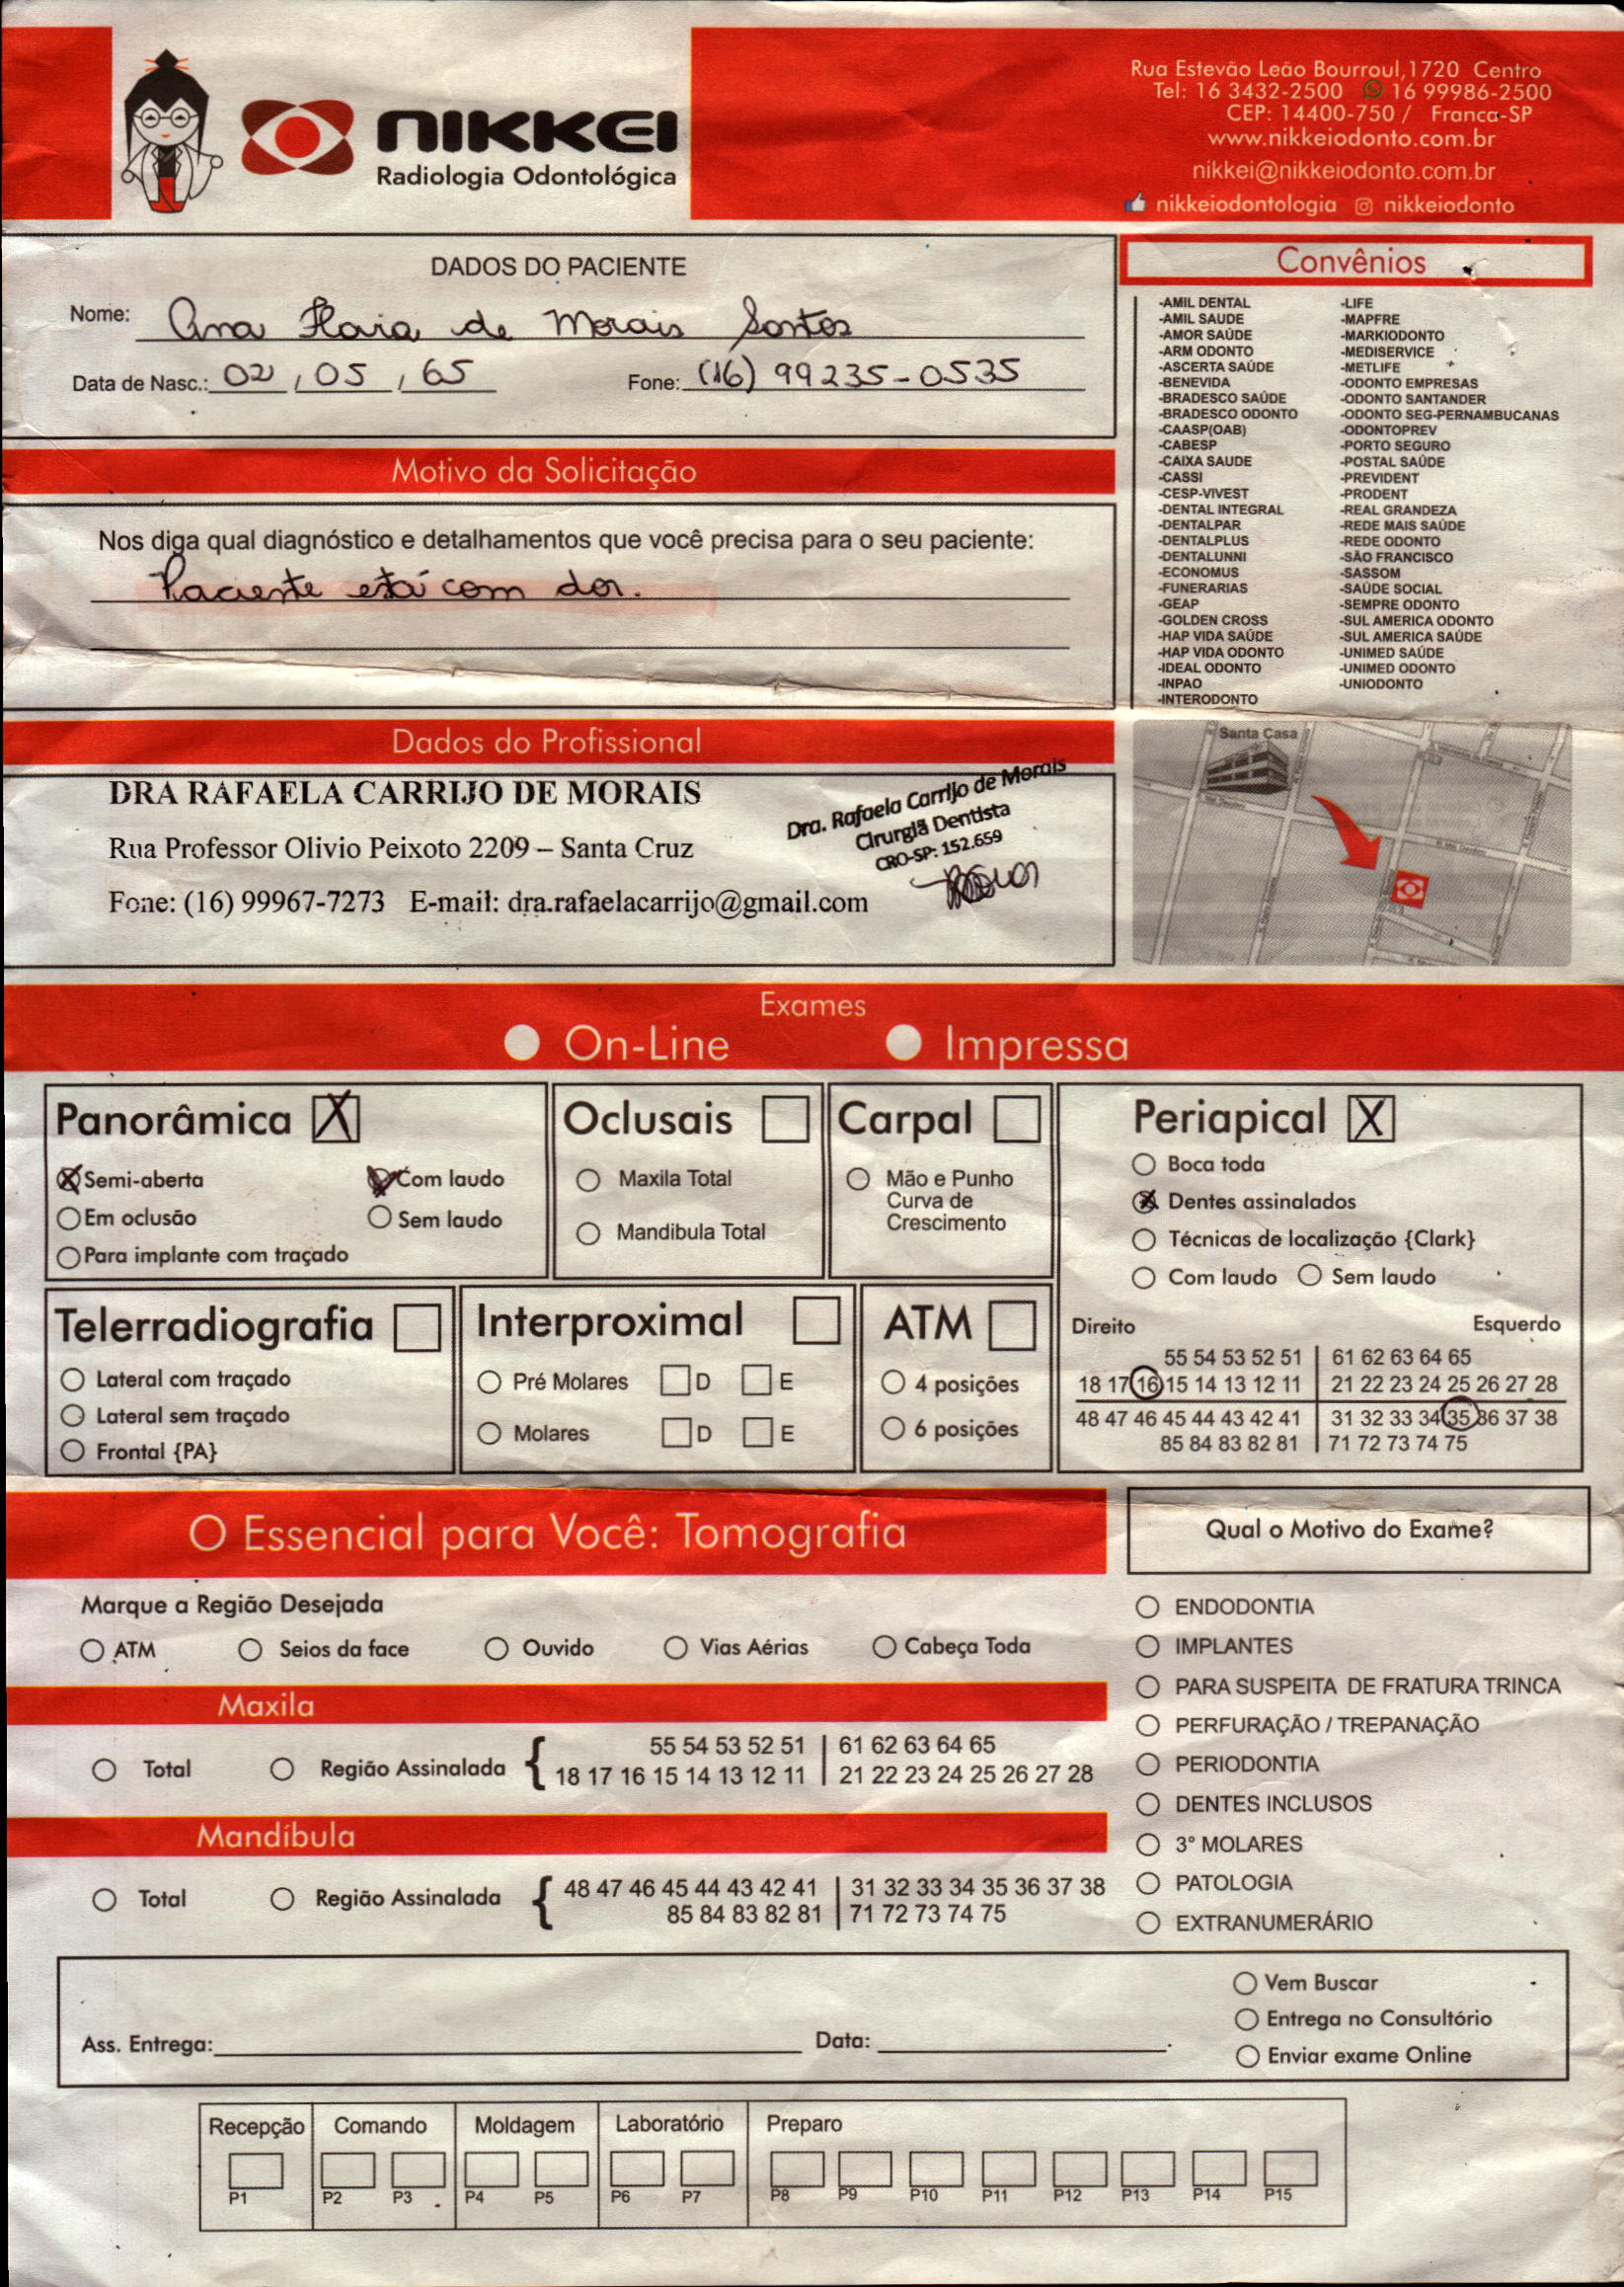 NIKKEI
Radiologia Odontológica
Rua Estevão Leão Bourroul,1720 Centro
Tel: 16 3432-2500 16 99986-2500
CEP: 14400-750 / Franca-SP
www.nikkeiodonto.com.br
nikkei@nikkeiodonto.com.br
nikkeiodontologia nikkeiodonto
DADOS DO PACIENTE
Nome: Ana Flavia de Morais Santos
Data de Nasc.: 02 / 05 / 65 Fone: (16) 99235-0535
Convênios
-AMIL DENTAL
-AMIL SAUDE
-AMOR SAÚDE
-ARM ODONTO
-ASCERTA SAÚDE
-BENEVIDA
-BRADESCO SAÚDE
-BRADESCO ODONTO
-CAASP(OAB)
-CABESP
-CAIXA SAUDE
-CASSI
-CESP-VIVEST
-DENTAL INTEGRAL
-DENTALPAR
-DENTALPLUS
-DENTALUNNI
-ECONOMUS
-FUNERARIAS
-GEAP
-GOLDEN CROSS
-HAP VIDA SAÚDE
-HAP VIDA ODONTO
-IDEAL ODONTO
-INPAO
-INTERODONTO
-LIFE
-MAPFRE
-MARKIODONTO
-MEDISERVICE
-METLIFE
-ODONTO EMPRESAS
-ODONTO SANTANDER
-ODONTO SEG-PERNAMBUCANAS
-ODONTOPREV
-PORTO SEGURO
-POSTAL SAÚDE
-PREVIDENT
-PRODENT
-REAL GRANDEZA
-REDE MAIS SAÚDE
-REDE ODONTO
-SÃO FRANCISCO
-SASSOM
-SAÚDE SOCIAL
-SEMPRE ODONTO
-SUL AMERICA ODONTO
-SUL AMERICA SAÚDE
-UNIMED SAÚDE
-UNIMED ODONTO
-UNIODONTO
Motivo da Solicitação
Nos diga qual diagnóstico e detalhamentos que você precisa para o seu paciente:
Paciente está com dor.
Dados do Profissional
DRA RAFAELA CARRIJO DE MORAIS
Rua Professor Olivio Peixoto 2209 – Santa Cruz
Fone: (16) 99967-7273 E-mail: dra.rafaelacarrijo@gmail.com
Dra. Rafaela Carrijo de Morais
Cirurgiã Dentista
CRO-SP: 152.659
Santa Casa
Exames
On-Line Impressa
Panorâmica X
Semi-aberta Com laudo
Em oclusão Sem laudo
Para implante com traçado
Oclusais
Maxila Total
Mandibula Total
Carpal
Mão e Punho
Curva de
Crescimento
Periapical X
Boca toda
Dentes assinalados
Técnicas de localização {Clark}
Com laudo Sem laudo
Direito Esquerdo
55 54 53 52 51 | 61 62 63 64 65
18 17 16 15 14 13 12 11 | 21 22 23 24 25 26 27 28
48 47 46 45 44 43 42 41 | 31 32 33 34 35 36 37 38
85 84 83 82 81 | 71 72 73 74 75
Telerradiografia
Lateral com traçado
Lateral sem traçado
Frontal {PA}
Interproximal
Pré Molares D E
Molares D E
ATM
4 posições
6 posições
O Essencial para Você: Tomografia
Marque a Região Desejada
ATM Seios da face Ouvido Vias Aérias Cabeça Toda
Maxila
Total Região Assinalada {
55 54 53 52 51 | 61 62 63 64 65
18 17 16 15 14 13 12 11 | 21 22 23 24 25 26 27 28
Mandíbula
Total Região Assinalada {
48 47 46 45 44 43 42 41 | 31 32 33 34 35 36 37 38
85 84 83 82 81 | 71 72 73 74 75
Qual o Motivo do Exame?
ENDODONTIA
IMPLANTES
PARA SUSPEITA DE FRATURA TRINCA
PERFURAÇÃO / TREPANAÇÃO
PERIODONTIA
DENTES INCLUSOS
3° MOLARES
PATOLOGIA
EXTRANUMERÁRIO
Vem Buscar
Entrega no Consultório
Enviar exame Online
Ass. Entrega: Data:
Recepção Comando Moldagem Laboratório Preparo
P1 P2 P3 P4 P5 P6 P7 P8 P9 P10 P11 P12 P13 P14 P15